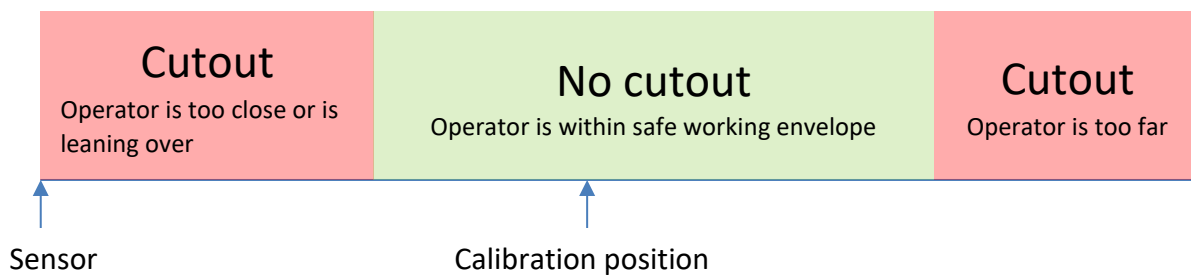 Cutout
Operator is too close or is
leaning over
No cutout
Operator is within safe working envelope
Cutout
Operator is too far
Sensor
Calibration position